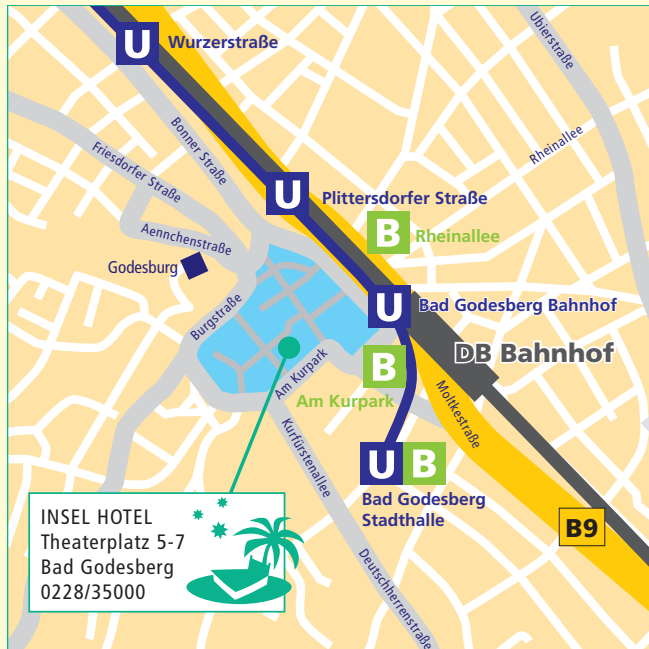 U Wurzerstraße
Ubierstraße
Bonner Straße
Friesdorfer Straße
Rheinallee
U Plittersdorfer Straße
Aennchenstraße
B Rheinallee
Godesburg
Burgstraße
U Bad Godesberg Bahnhof
DB Bahnhof
B
Am Kurpark
Am Kurpark
Moltkestraße
Kurfürstenallee
U B
Bad Godesberg
Stadthalle
B9
Deutschherrenstraße
INSEL HOTEL
Theaterplatz 5-7
Bad Godesberg
0228/35000